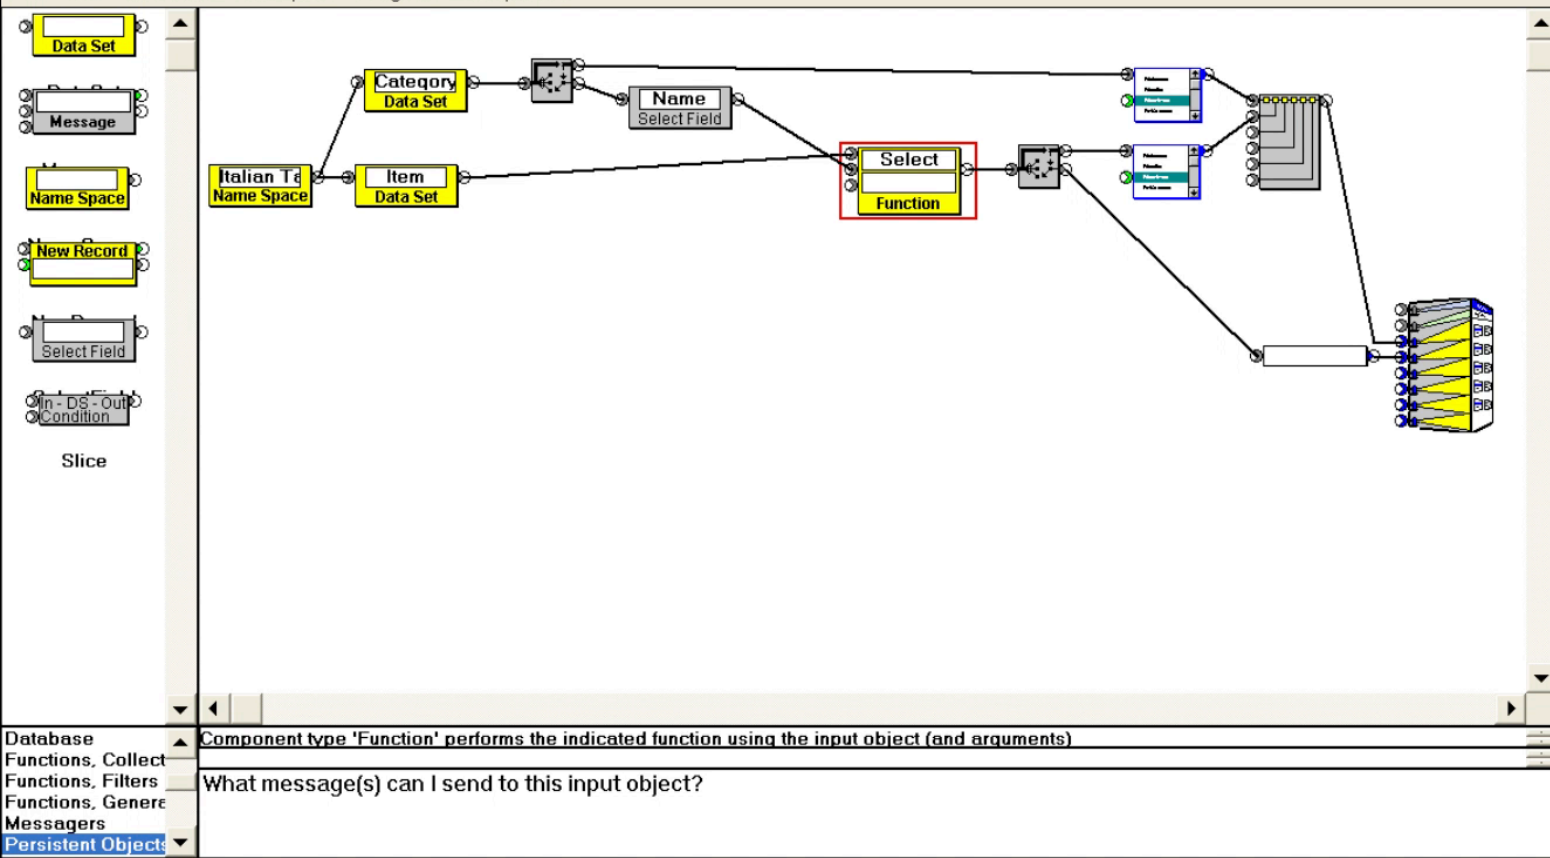 Data Set
Message
Name Space
New Record
Select Field
In - DS - Out
Condition
Slice
Category
Data Set
Name
Select Field
Italian Ta
Name Space
Item
Data Set
Select
Function
Database
Functions, Collect
Functions, Filters
Functions, Genera
Messagers
Persistent Objects
Component type 'Function' performs the indicated function using the input object (and arguments)
What message(s) can I send to this input object?